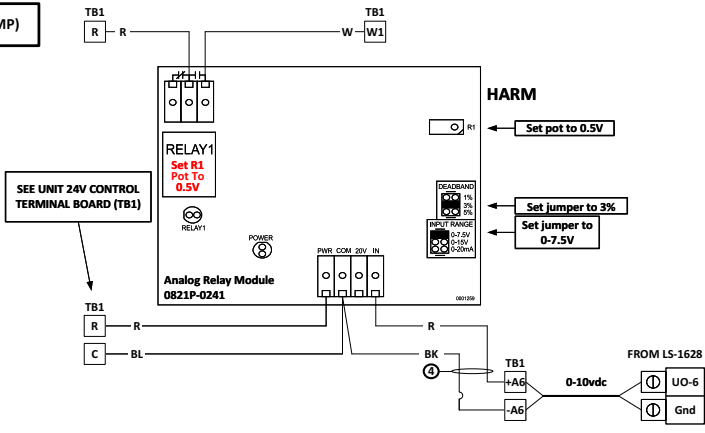 MP)
TB1
R
R
TB1
W
W1
HARM
R1
Set pot to 0.5V
RELAY1
Set R1
Pot To
0.5V
RELAY1
DEADBAND
1%
3%
5%
Set jumper to 3%
INPUT RANGE
0-7.5V
0-15V
0-20mA
Set jumper to
0-7.5V
SEE UNIT 24V CONTROL
TERMINAL BOARD (TB1)
POWER
PWR COM 20V IN
Analog Relay Module
0821P-0241
0001259
TB1
R
R
C
BL
R
BK
4
TB1
+A6
-A6
0-10vdc
FROM LS-1628
UO-6
Gnd